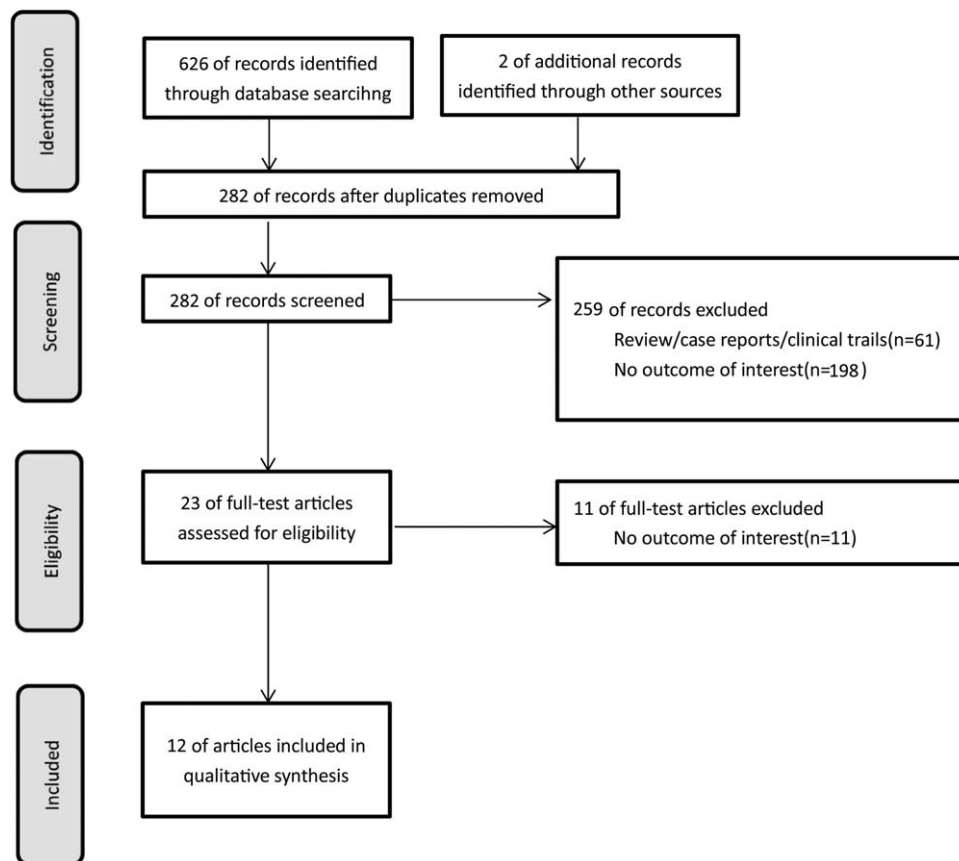 Identification
626 of records identified
through database searcihng
2 of additional records
identified through other sources
282 of records after duplicates removed
Screening
282 of records screened
259 of records excluded
Review/case reports/clinical trails(n=61)
No outcome of interest(n=198)
Eligibility
23 of full-test articles
assessed for eligibility
11 of full-test articles excluded
No outcome of interest(n=11)
Included
12 of articles included in
qualitative synthesis